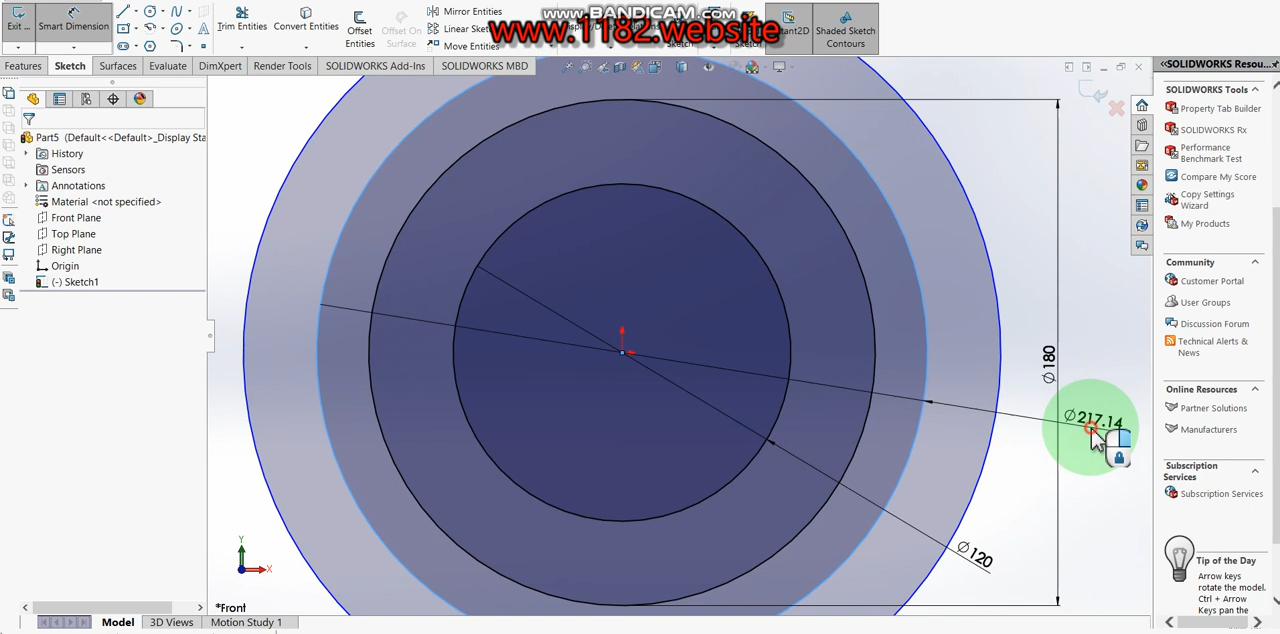 www.BANDICAM.com
www.1182.website
Exit ...
Smart Dimension
Trim Entities
Convert Entities
Offset
Entities
Offset On
Surface
Mirror Entities
Linear Sketch
Move Entities
Sketch
Sketch
Instant2D
Shaded Sketch
Contours
Features
Sketch
Surfaces
Evaluate
DimXpert
Render Tools
SOLIDWORKS Add-Ins
SOLIDWORKS MBD
Part5 (Default<<Default>_Display Sta
History
Sensors
Annotations
Material <not specified>
Front Plane
Top Plane
Right Plane
Origin
(-) Sketch1
Ø180
Ø217.14
Ø120
Y
X
*Front
Model
3D Views
Motion Study 1
SOLIDWORKS Resou...
SOLIDWORKS Tools
Property Tab Builder
SOLIDWORKS Rx
Performance
Benchmark Test
Compare My Score
Copy Settings
Wizard
My Products
Community
Customer Portal
User Groups
Discussion Forum
Technical Alerts &
News
Online Resources
Partner Solutions
Manufacturers
Subscription
Services
Subscription Services
Tip of the Day
Arrow keys
rotate the model.
Ctrl + Arrow
Keys pan the